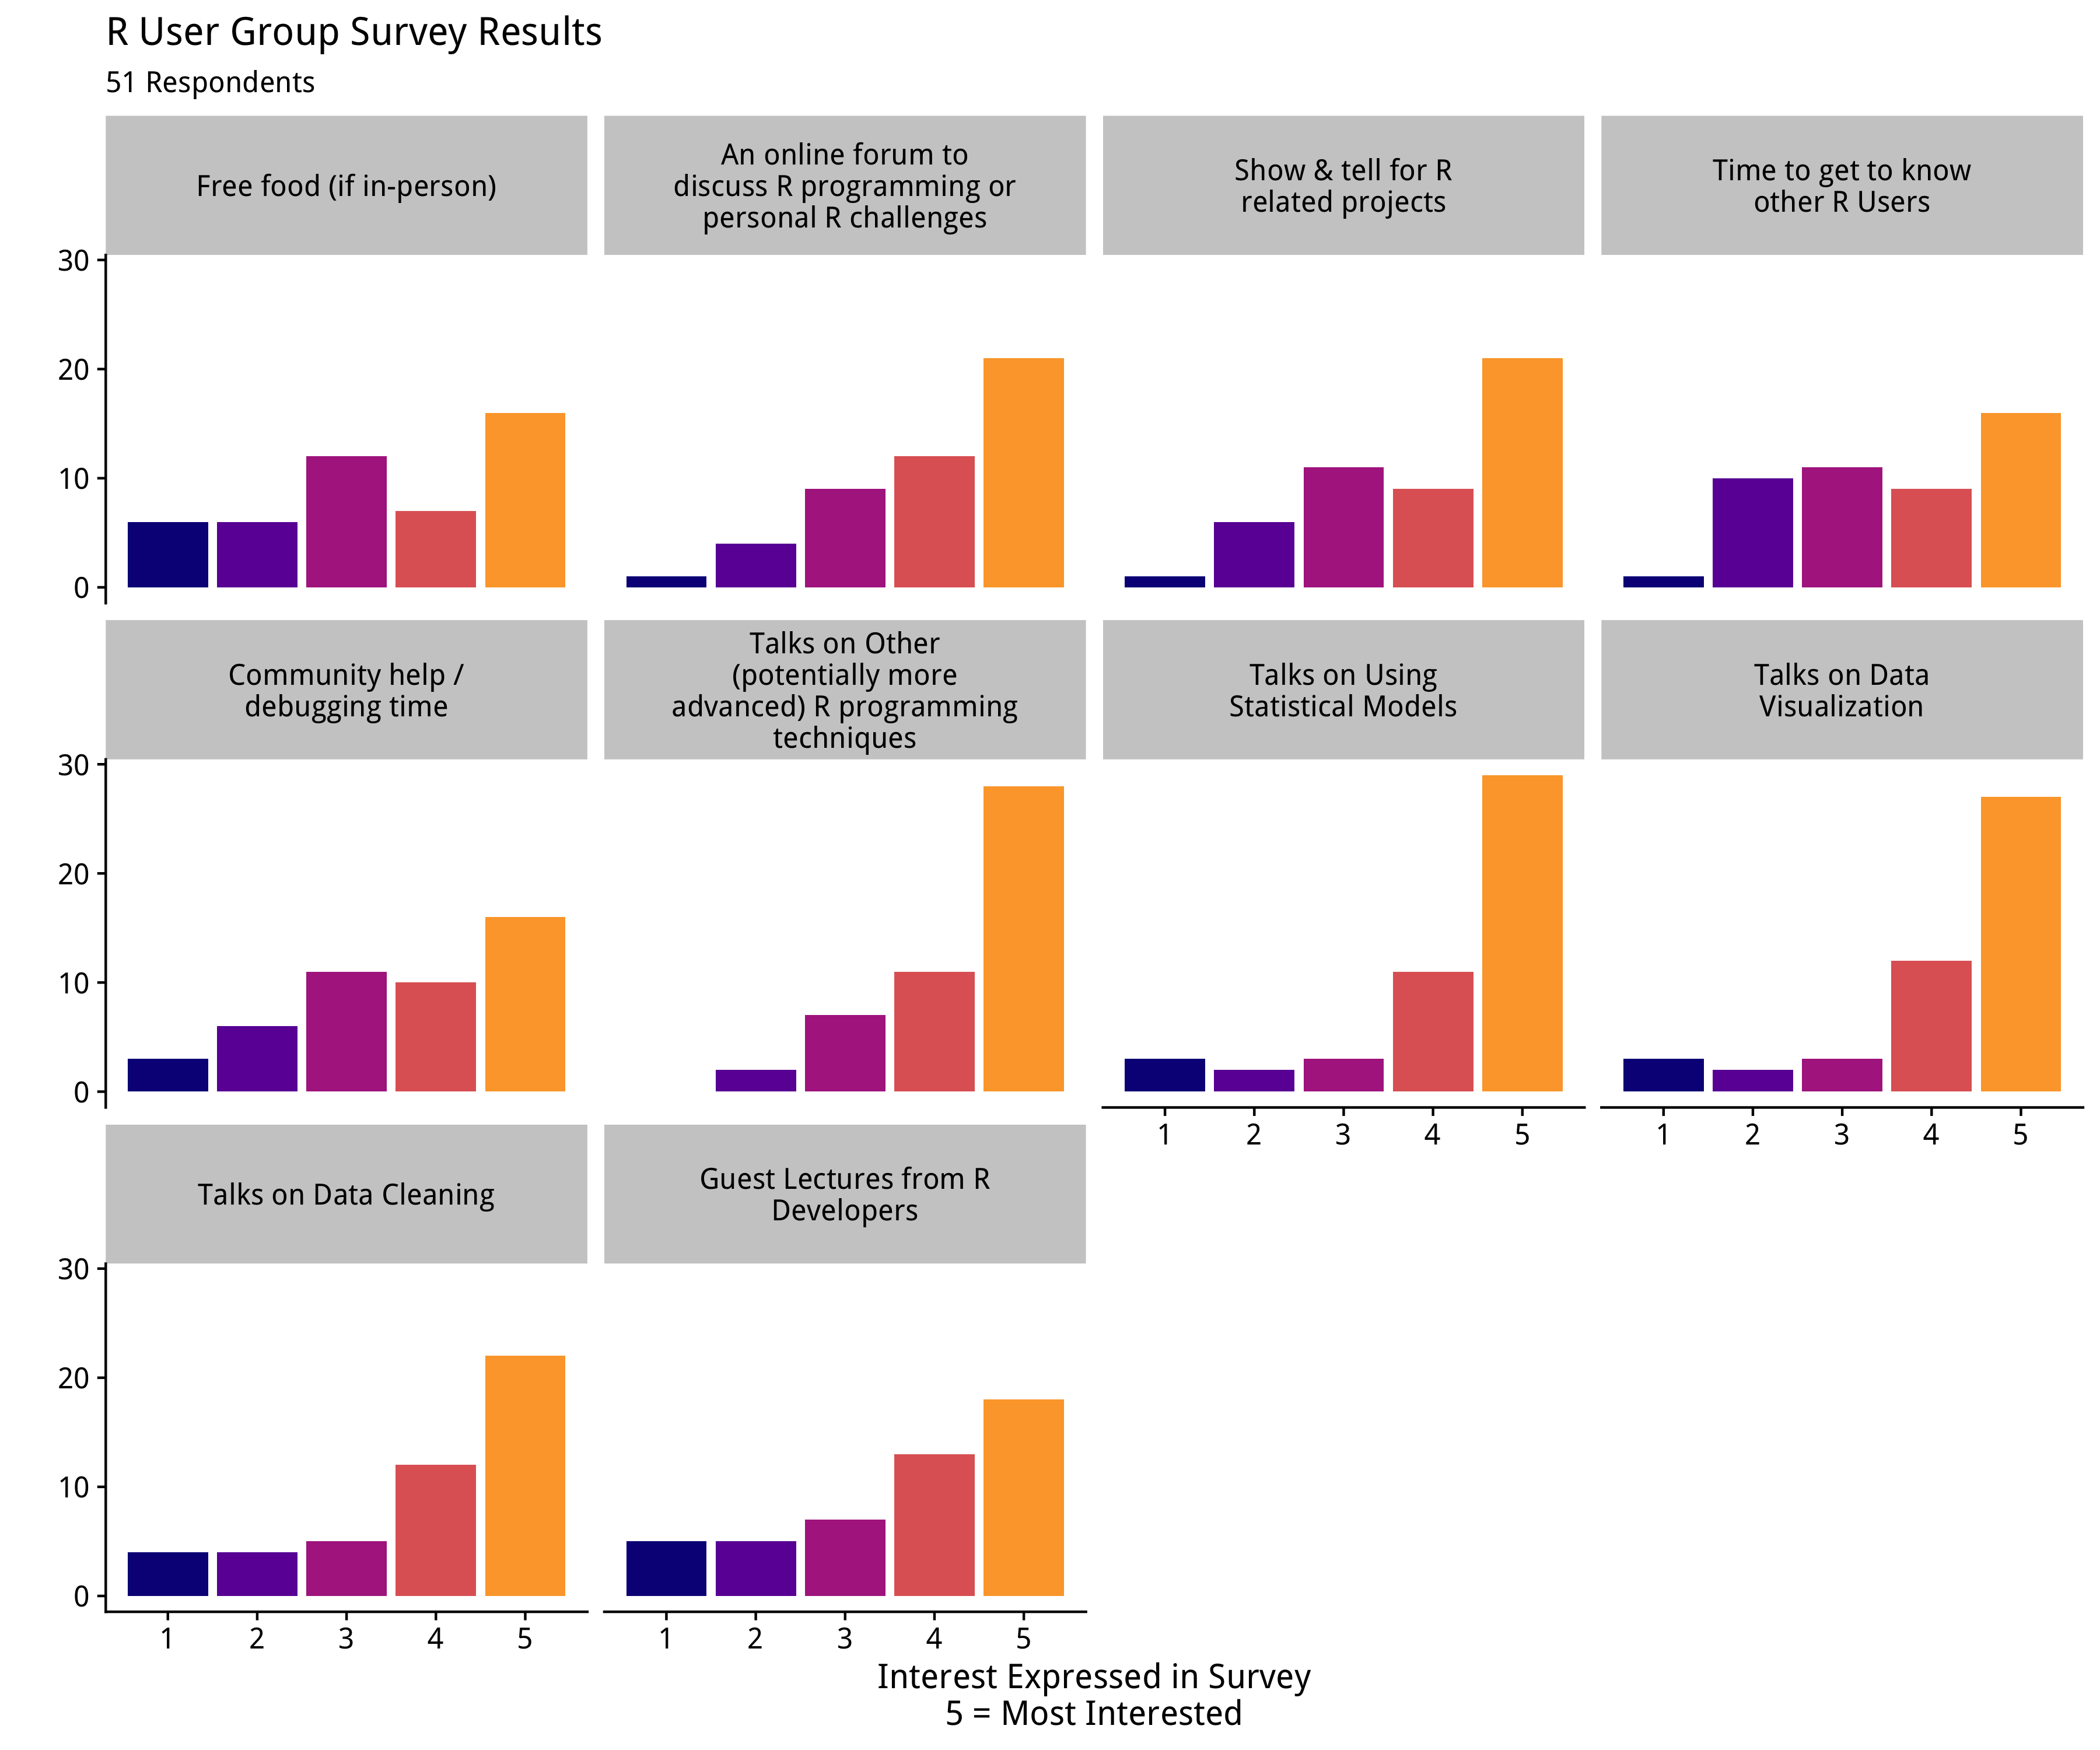 R User Group Survey Results
51 Respondents
Free food (if in-person)
An online forum to
discuss R programming or
personal R challenges
Show & tell for R
related projects
Time to get to know
other R Users
30
20
10
0
Community help /
debugging time
Talks on Other
(potentially more
advanced) R programming
techniques
Talks on Using
Statistical Models
Talks on Data
Visualization
30
20
10
0
1 2 3 4 5
1 2 3 4 5
Talks on Data Cleaning
Guest Lectures from R
Developers
30
20
10
0
1 2 3 4 5
1 2 3 4 5
Interest Expressed in Survey
5 = Most Interested